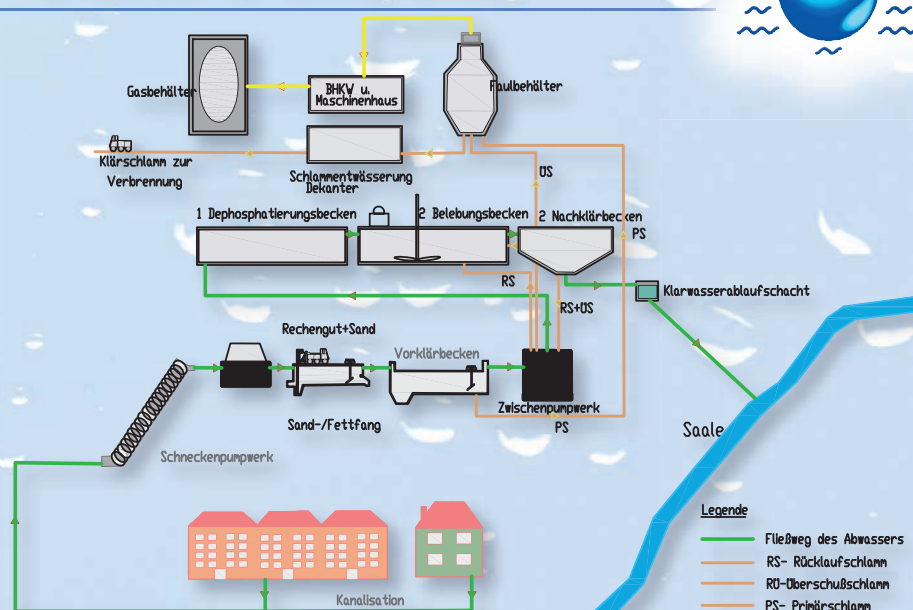 Gasbehälter
BHKW u.
Maschinenhaus
Faulbehälter
Klärschlamm zur
Verbrennung
Schlammentwässerung
Dekanter
ÜS
1 Dephosphatierungsbecken
2 Belebungsbecken
2 Nachklärbecken
PS
RS
RS+ÜS
Klarwasserablaufschacht
Rechengut+Sand
Vorklärbecken
Zwischenpumpwerk
PS
Sand-/Fettfang
Saale
Schneckenpumpwerk
Kanalisation
Legende
Fließweg des Abwassers
RS- Rücklaufschlamm
RÜ-Überschußschlamm
PS- Primärschlamm